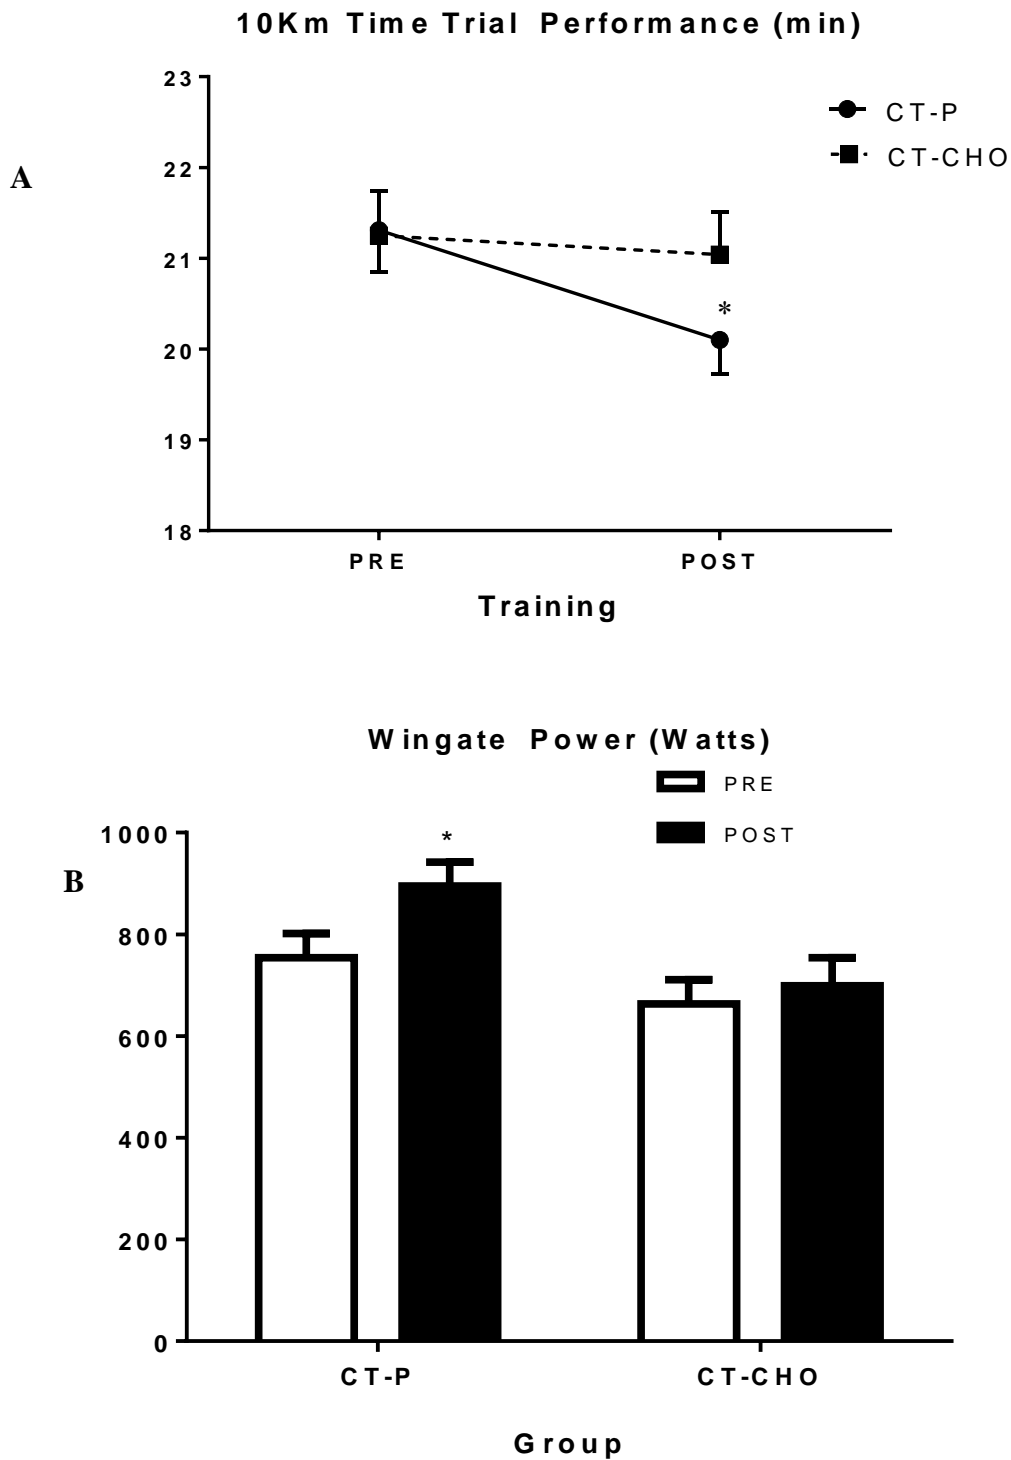 10Km Time Trial Performance (min)
23
CT-P
CT-CHO
22
A
21
*
20
19
18
PRE POST
Training
Wingate Power (Watts)
PRE
POST
1000
*
B
800
600
400
200
0
CT-P CT-CHO
Group